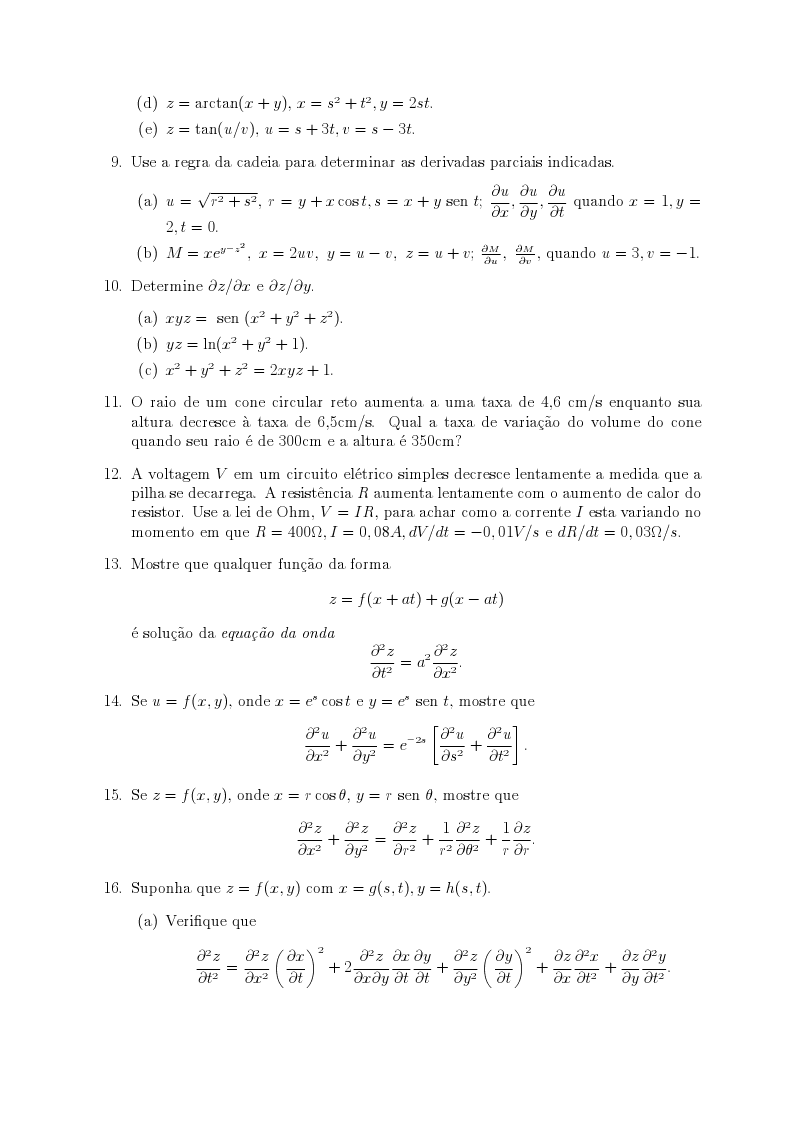 (d) z = arctan(x + y), x = s² + t², y = 2st.
(e) z = tan(u/v), u = s + 3t, v = s − 3t.
9. Use a regra da cadeia para determinar as derivadas parciais indicadas.
(a) u = √(r² + s²), r = y + x cos t, s = x + y sen t; ∂u/∂x, ∂u/∂y, ∂u/∂t quando x = 1, y =
2, t = 0.
(b) M = xe^{y−z²}, x = 2uv, y = u − v, z = u + v; ∂M/∂u, ∂M/∂v, quando u = 3, v = −1.
10. Determine ∂z/∂x e ∂z/∂y.
(a) xyz = sen (x² + y² + z²).
(b) yz = ln(x² + y² + 1).
(c) x² + y² + z² = 2xyz + 1.
11. O raio de um cone circular reto aumenta a uma taxa de 4,6 cm/s enquanto sua
altura decresce à taxa de 6,5cm/s. Qual a taxa de variação do volume do cone
quando seu raio é de 300cm e a altura é 350cm?
12. A voltagem V em um circuito elétrico simples decresce lentamente a medida que a
pilha se decarrega. A resistência R aumenta lentamente com o aumento de calor do
resistor. Use a lei de Ohm, V = IR, para achar como a corrente I esta variando no
momento em que R = 400Ω, I = 0, 08A, dV/dt = −0, 01V/s e dR/dt = 0, 03Ω/s.
13. Mostre que qualquer função da forma
z = f(x + at) + g(x − at)
é solução da equação da onda
∂²z/∂t² = a² ∂²z/∂x².
14. Se u = f(x, y), onde x = e^s cos t e y = e^s sen t, mostre que
∂²u/∂x² + ∂²u/∂y² = e^{−2s} [∂²u/∂s² + ∂²u/∂t²].
15. Se z = f(x, y), onde x = r cos θ, y = r sen θ, mostre que
∂²z/∂x² + ∂²z/∂y² = ∂²z/∂r² + 1/r² ∂²z/∂θ² + 1/r ∂z/∂r.
16. Suponha que z = f(x, y) com x = g(s, t), y = h(s, t).
(a) Verifique que
∂²z/∂t² = ∂²z/∂x² (∂x/∂t)² + 2 ∂²z/∂x∂y ∂x/∂t ∂y/∂t + ∂²z/∂y² (∂y/∂t)² + ∂z/∂x ∂²x/∂t² + ∂z/∂y ∂²y/∂t².